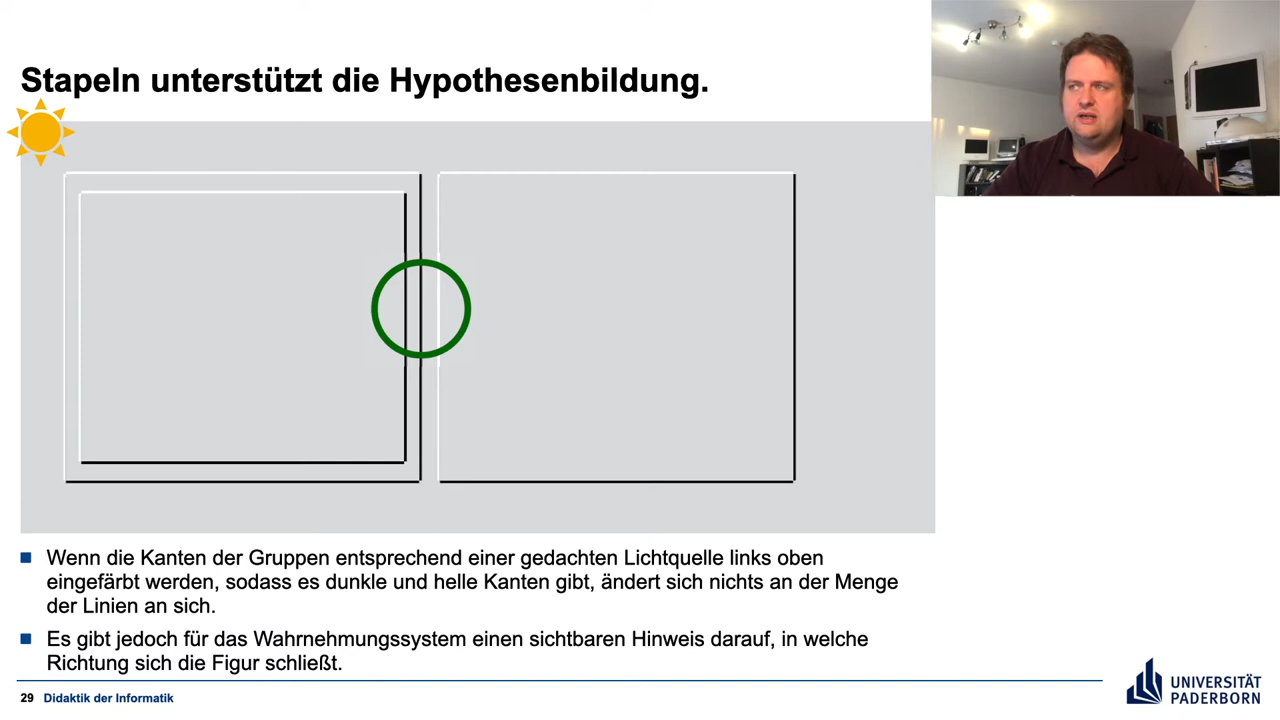 Stapeln unterstützt die Hypothesenbildung.
Wenn die Kanten der Gruppen entsprechend einer gedachten Lichtquelle links oben
eingefärbt werden, sodass es dunkle und helle Kanten gibt, ändert sich nichts an der Menge
der Linien an sich.
Es gibt jedoch für das Wahrnehmungssystem einen sichtbaren Hinweis darauf, in welche
Richtung sich die Figur schließt.
29 Didaktik der Informatik
UNIVERSITÄT
PADERBORN